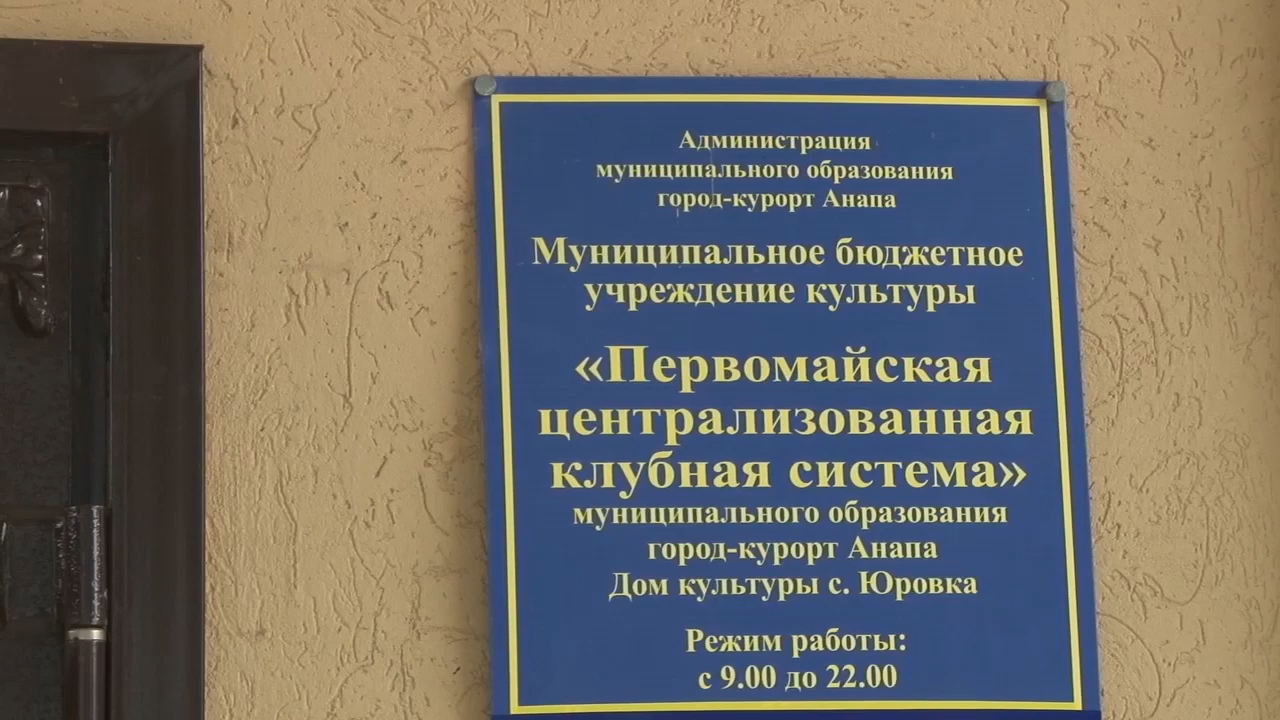 Администрация
муниципального образования
город-курорт Анапа
Муниципальное бюджетное
учреждение культуры
«Первомайская
централизованная
клубная система»
муниципального образования
город-курорт Анапа
Дом культуры с. Юровка
Режим работы:
с 9.00 до 22.00